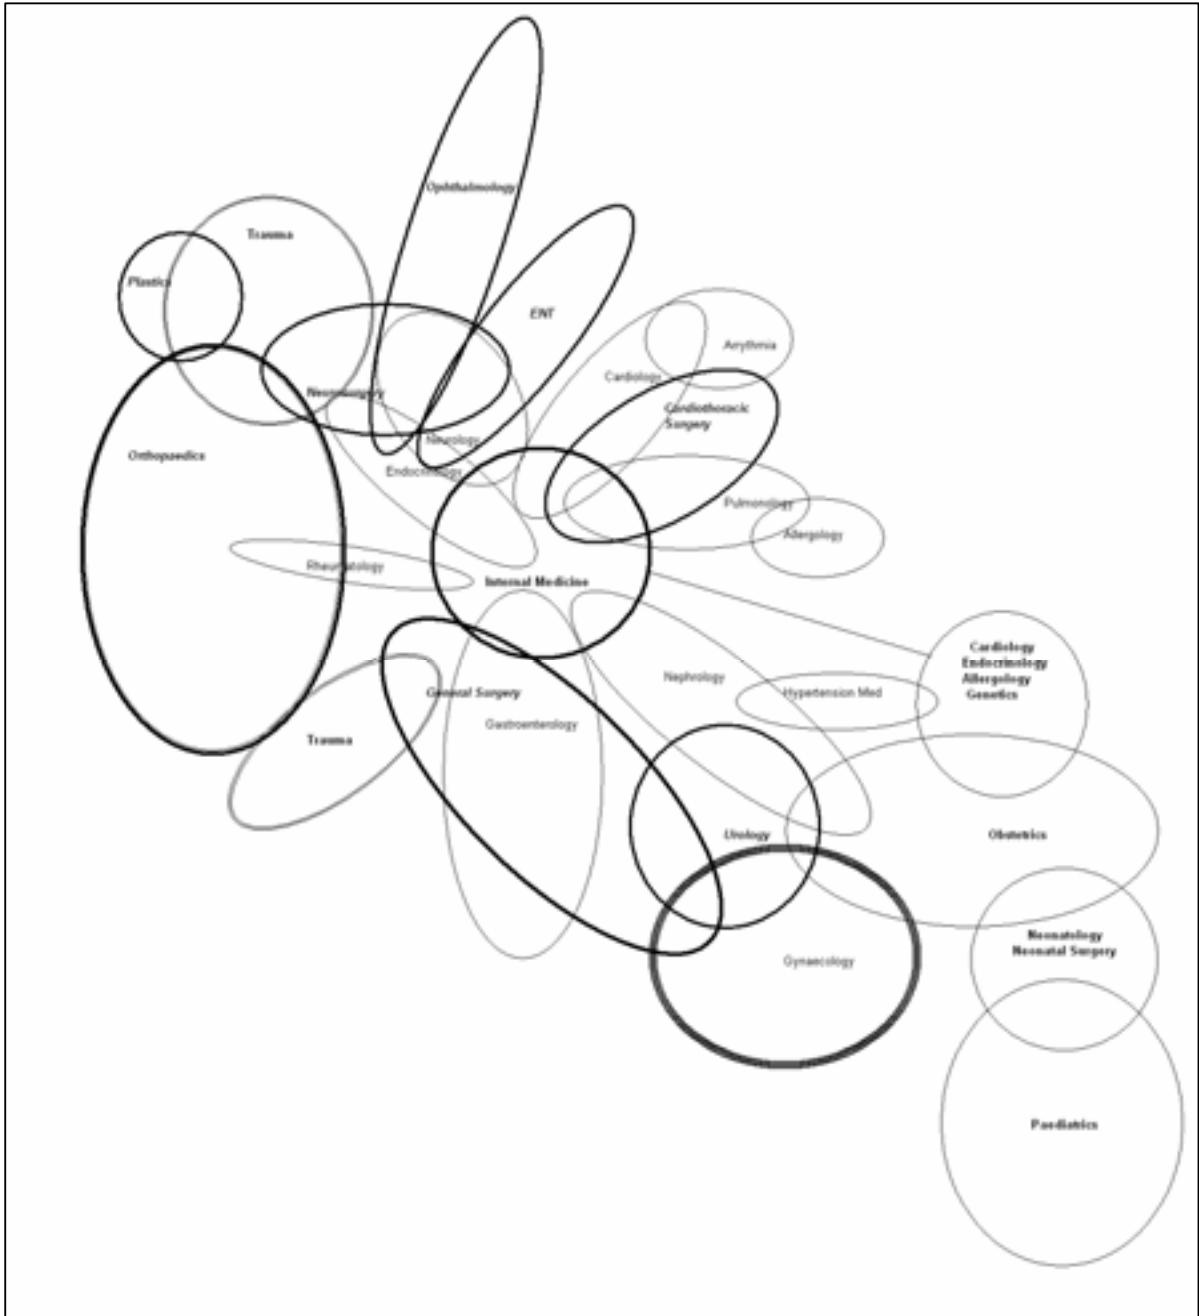 Ophthalmology
Trauma
Plastics
ENT
Arrythmia
Cardiology
Neurosurgery
Cardiothoracic
Surgery
Neurology
Orthopaedics
Endocrinology
Pulmonology
Allergology
Rheumatology
Internal Medicine
Cardiology
Endocrinology
Allergology
Genetics
Nephrology
Hypertension Med
General Surgery
Gastroenterology
Trauma
Urology
Obstetrics
Neonatology
Neonatal Surgery
Gynaecology
Paediatrics